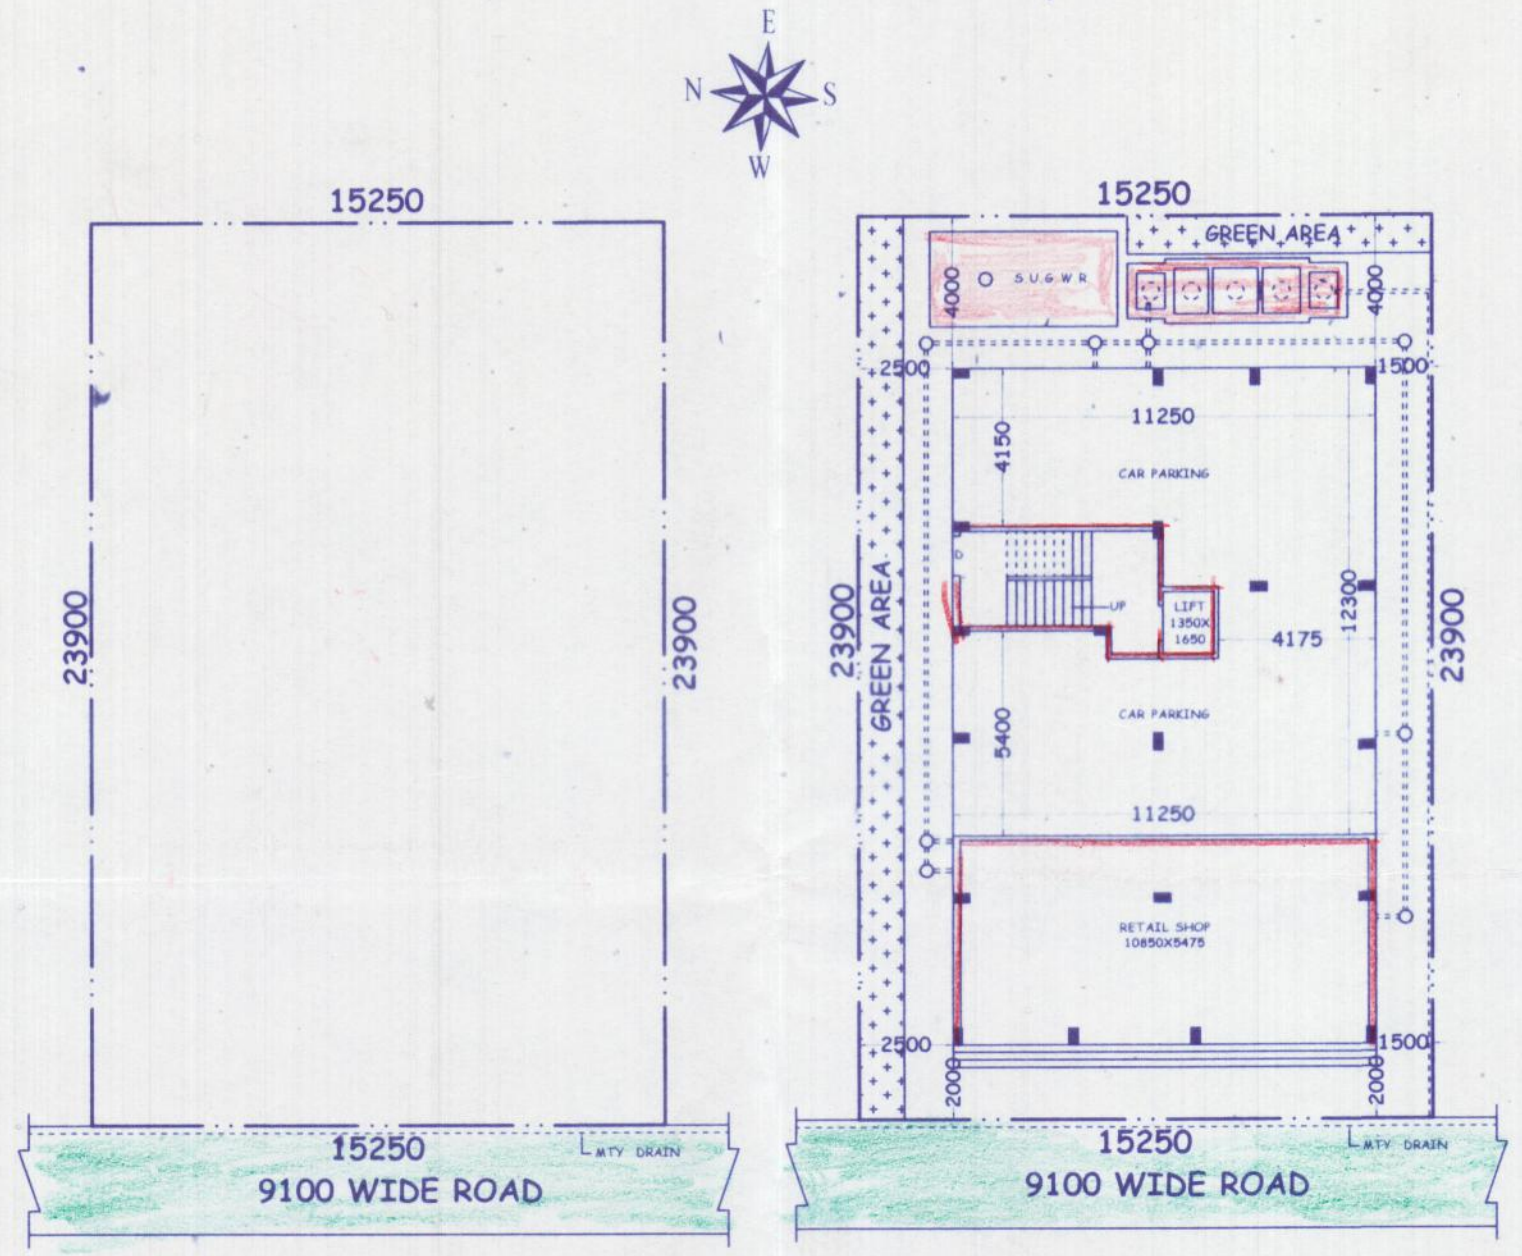 E
N
S
W
15250
23900
23900
15250
MTY DRAIN
9100 WIDE ROAD
15250
GREEN AREA
4000
S U G W R
4000
2500
1500
11250
4150
CAR PARKING
D
UP
LIFT
1350X
1650
12300
4175
23900
GREEN AREA
23900
CAR PARKING
5400
11250
RETAIL SHOP
10850X5475
2500
1500
2000
2000
15250
MTY DRAIN
9100 WIDE ROAD